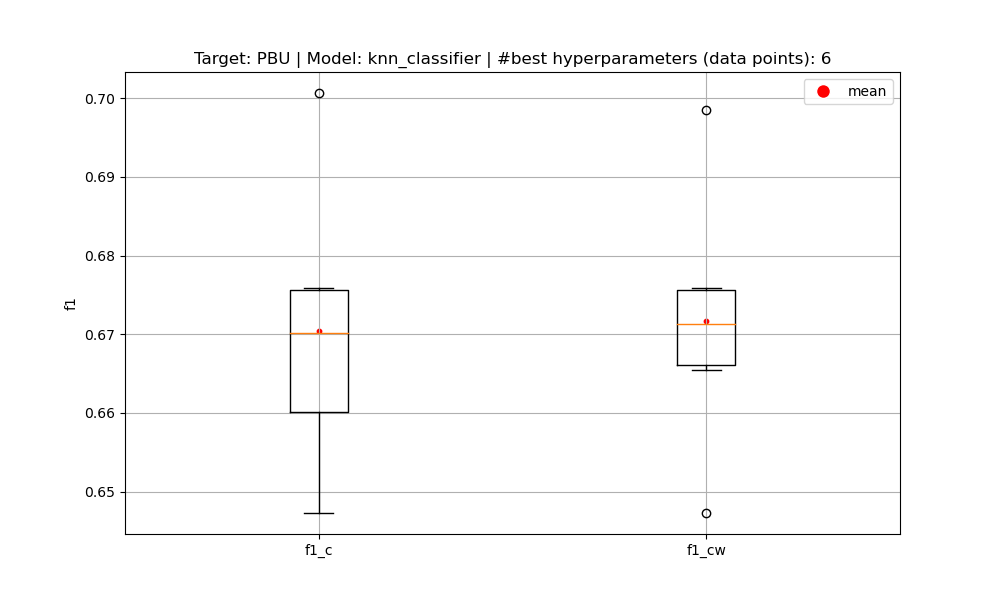 Target: PBU | Model: knn_classifier | #best hyperparameters (data points): 6
mean
0.70
0.69
0.68
0.67
0.66
0.65
f1
f1_c
f1_cw